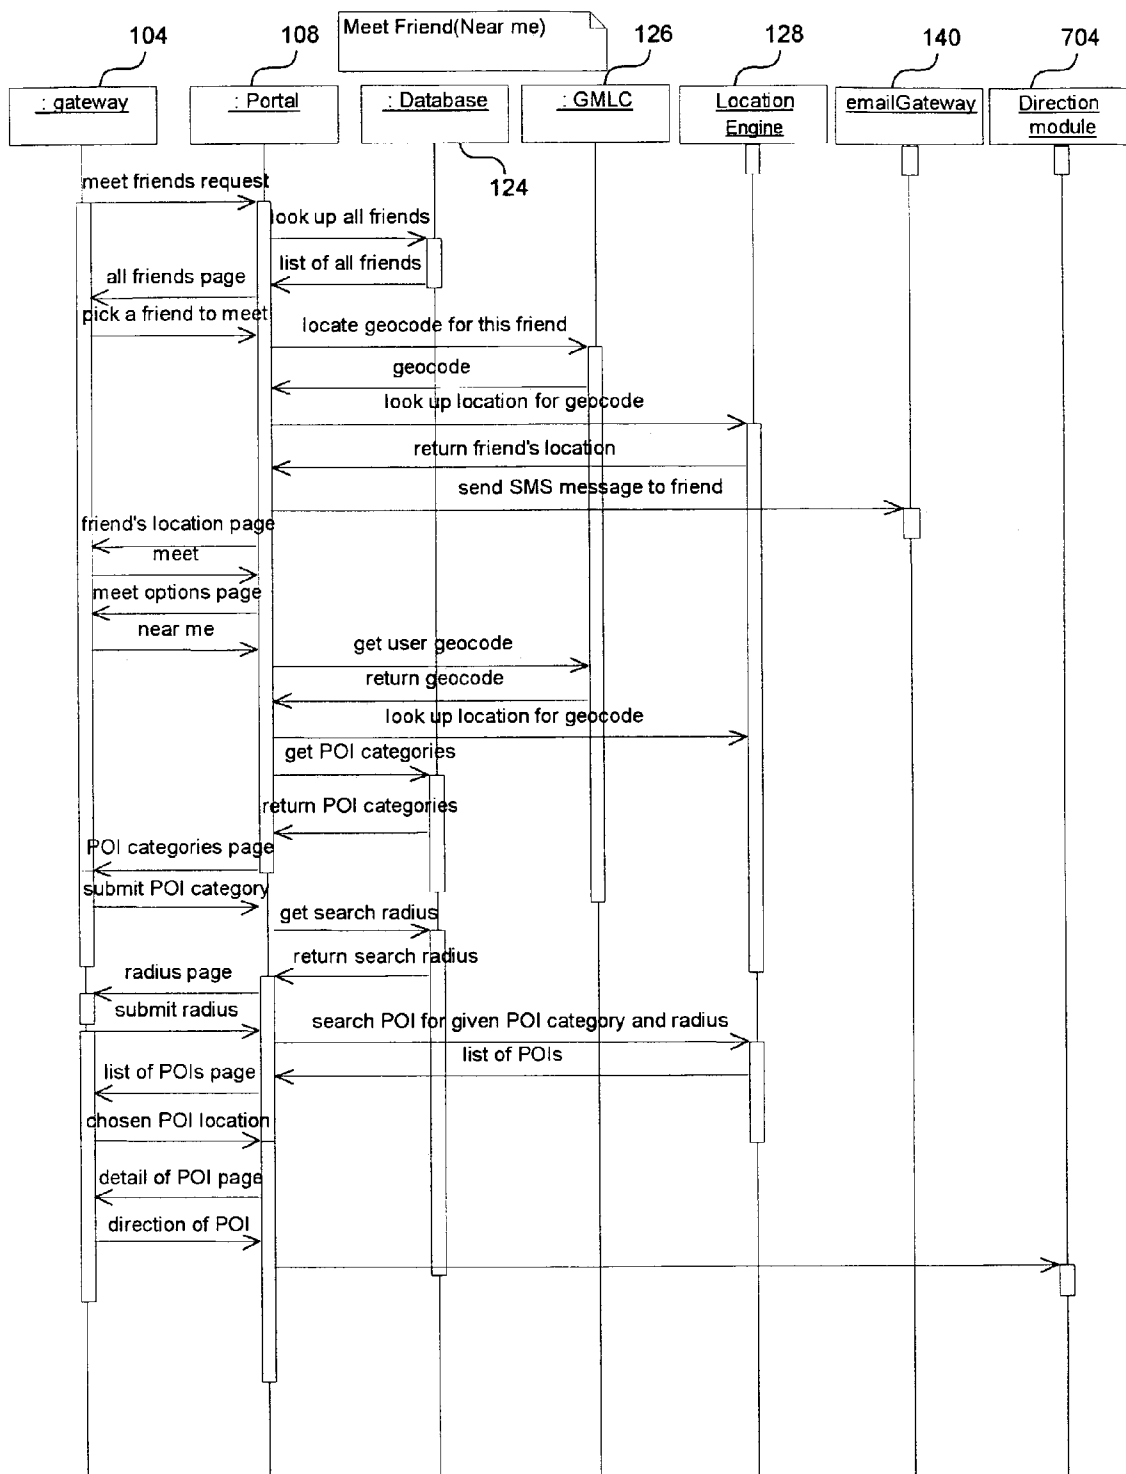 Meet Friend(Near me)
104
108
126
128
140
704
: gateway
: Portal
: Database
: GMLC
Location
Engine
emailGateway
Direction
module
124
meet friends request
look up all friends
list of all friends
all friends page
pick a friend to meet
locate geocode for this friend
geocode
look up location for geocode
return friend's location
send SMS message to friend
friend's location page
meet
meet options page
near me
get user geocode
return geocode
look up location for geocode
get POI categories
return POI categories
POI categories page
submit POI category
get search radius
return search radius
radius page
submit radius
search POI for given POI category and radius
list of POIs
list of POIs page
chosen POI location
detail of POI page
direction of POI